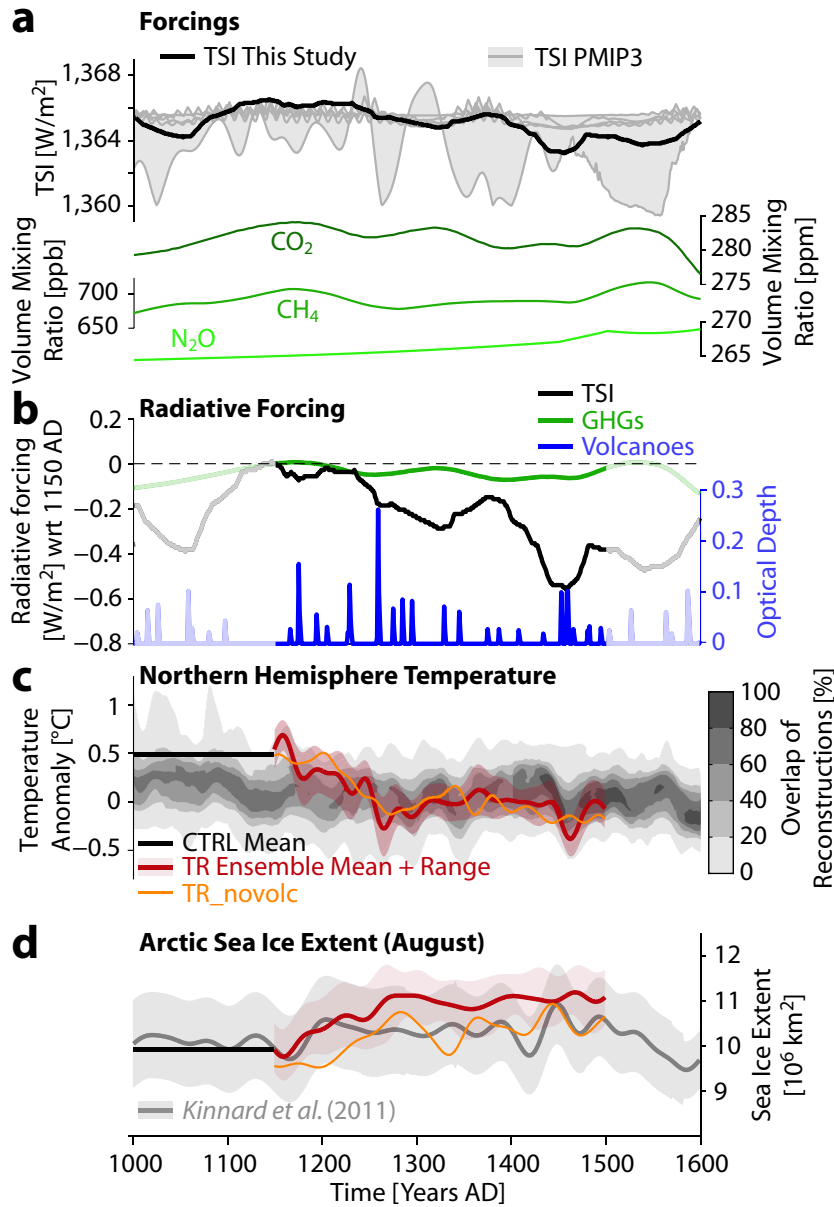 a Forcings
TSI This Study
TSI PMIP3
1,368
1,364
1,360
TSI [W/m²]
285
280
275
270
265
Volume Mixing
Ratio [ppm]
CO₂
700
650
Volume Mixing
Ratio [ppb]
CH₄
N₂O
b Radiative Forcing
TSI
GHGs
Volcanoes
0.2
0
−0.2
−0.4
−0.6
−0.8
Radiative forcing
[W/m²] wrt 1150 AD
0.3
0.2
0.1
0
Optical Depth
c Northern Hemisphere Temperature
1
0.5
0
−0.5
Temperature
Anomaly [°C]
CTRL Mean
TR Ensemble Mean + Range
TR_novolc
100
80
60
40
20
0
Overlap of
Reconstructions [%]
d Arctic Sea Ice Extent (August)
12
11
10
9
Sea Ice Extent
[10⁶ km²]
Kinnard et al. (2011)
1000 1100 1200 1300 1400 1500 1600
Time [Years AD]